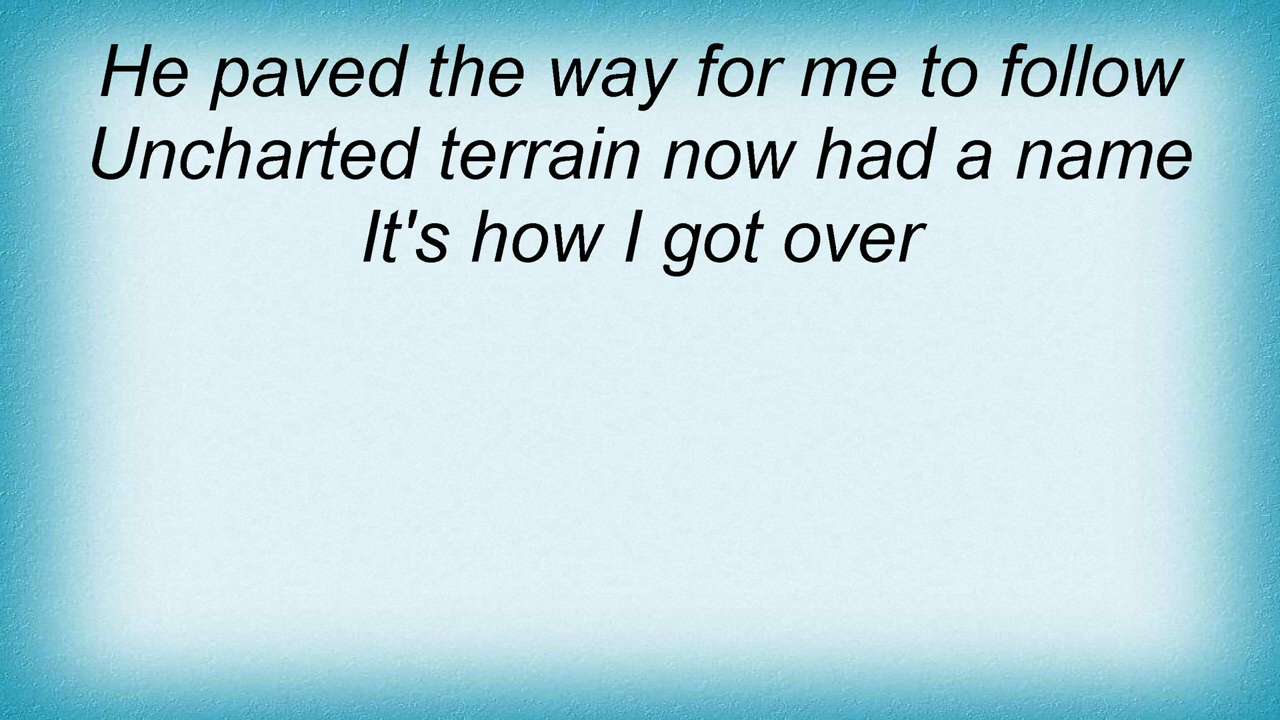 He paved the way for me to follow
Uncharted terrain now had a name
It's how I got over